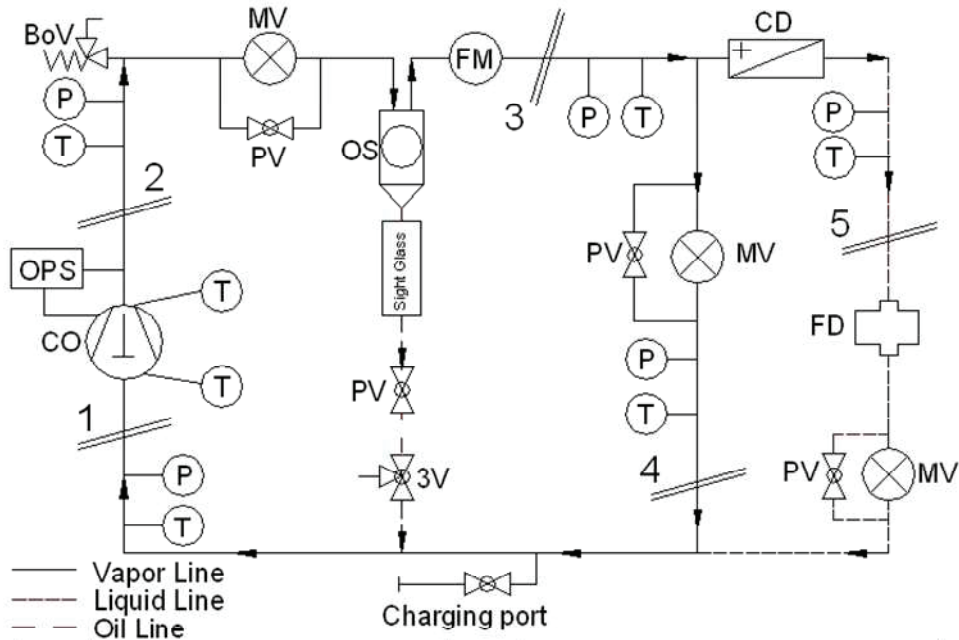 BoV
MV
CD
P
T
PV
OS
FM
3
P
T
P
T
2
OPS
CO
T
T
Sight Glass
PV
MV
5
FD
P
T
1
PV
P
T
3V
4
PV
MV
Vapor Line
Liquid Line
Oil Line
Charging port